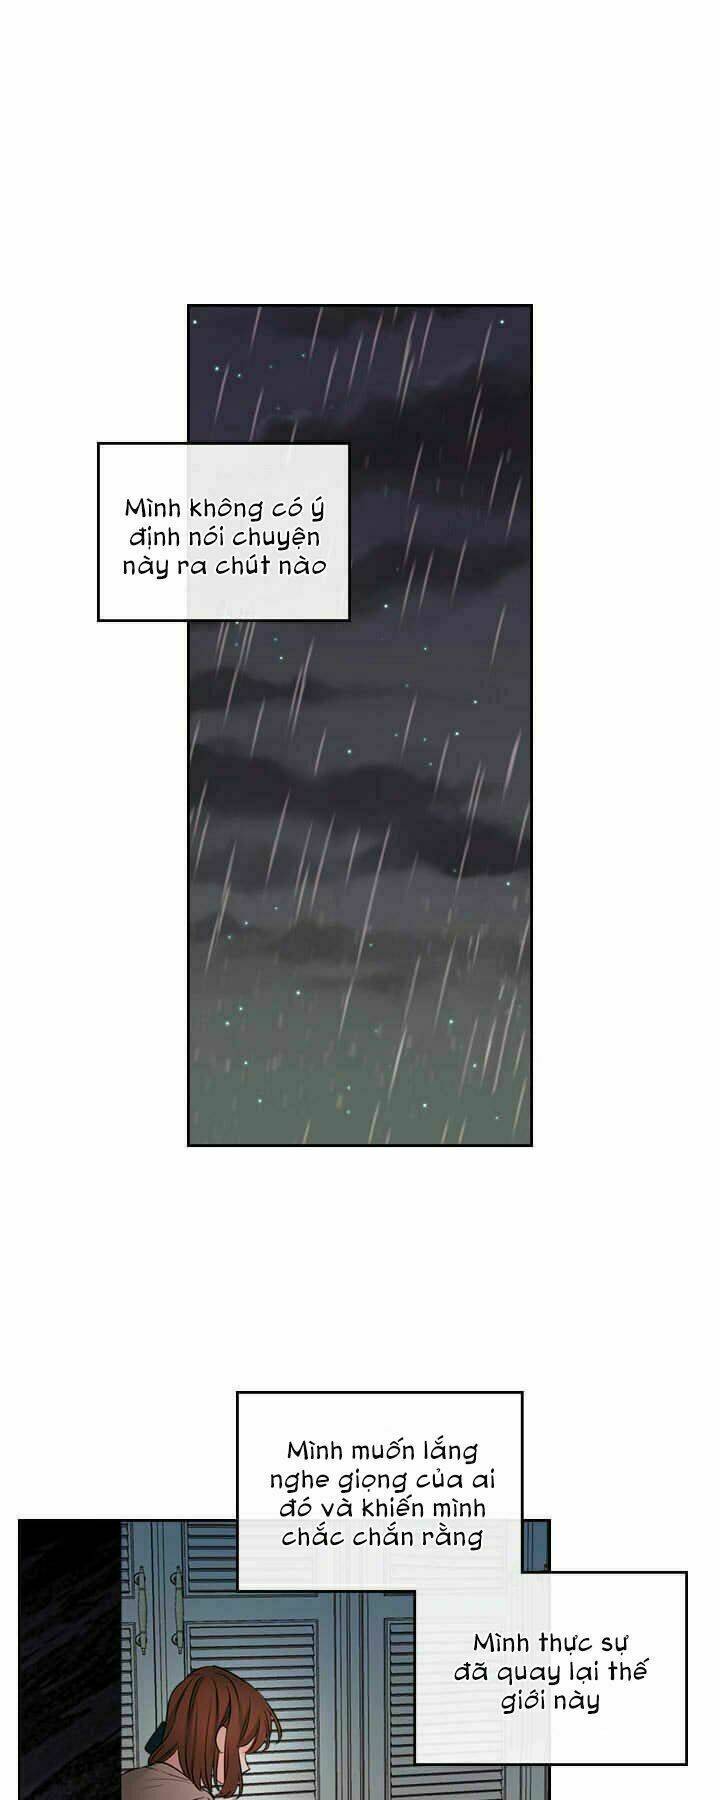 Mình không có ý
định nói chuyện
này ra chút nào
Mình muốn lắng
nghe giọng của ai
đó và khiến mình
chắc chắn rằng
Mình thực sự
đã quay lại thế
giới này